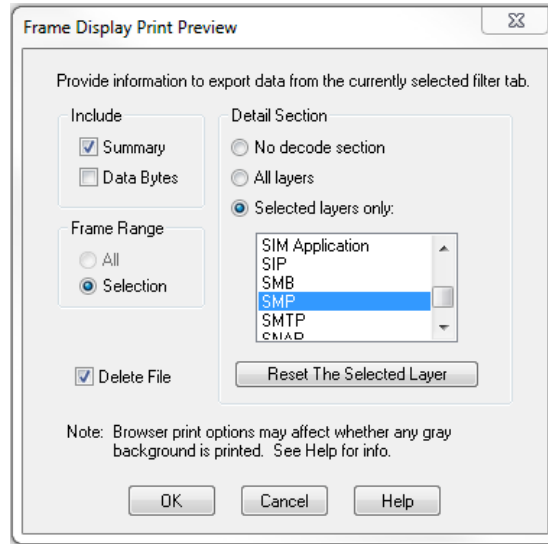 Frame Display Print Preview
Provide information to export data from the currently selected filter tab.
Include
Summary
Data Bytes
Frame Range
All
Selection
Delete File
Detail Section
No decode section
All layers
Selected layers only:
SIM Application
SIP
SMB
SMP
SMTP
SNAP
Reset The Selected Layer
Note: Browser print options may affect whether any gray
background is printed. See Help for info.
OK
Cancel
Help